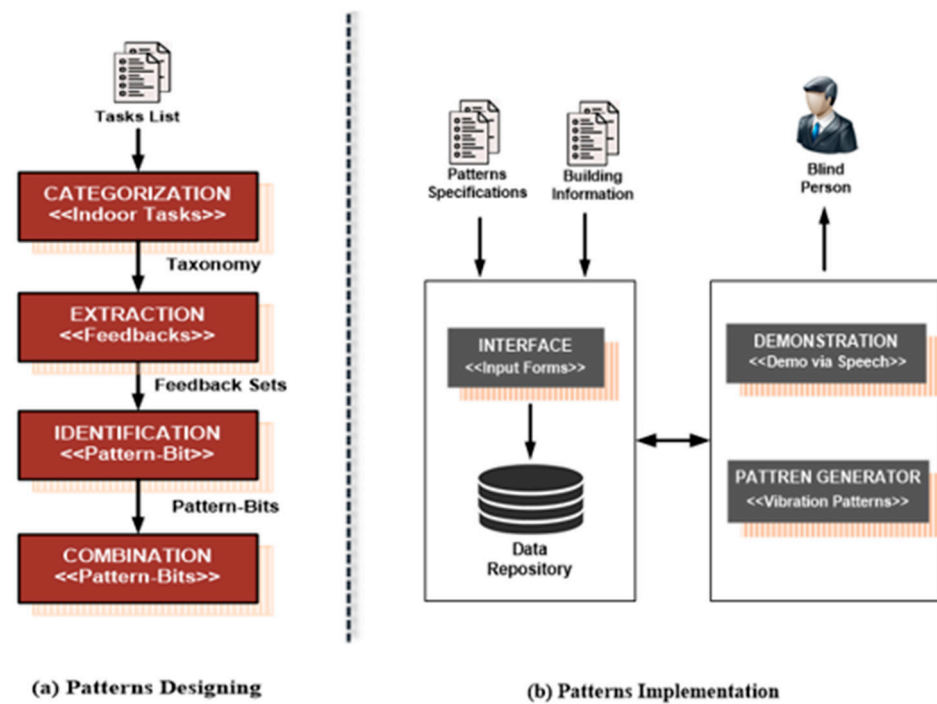 Tasks List
CATEGORIZATION
<<Indoor Tasks>>
Taxonomy
EXTRACTION
<<Feedbacks>>
Feedback Sets
IDENTIFICATION
<<Pattern-Bit>>
Pattern-Bits
COMBINATION
<<Pattern-Bits>>
(a) Patterns Designing
Patterns
Specifications
Building
Information
Blind
Person
INTERFACE
<<Input Forms>>
Data
Repository
DEMONSTRATION
<<Demo via Speech>>
PATTREN GENERATOR
<<Vibration Patterns>>
(b) Patterns Implementation